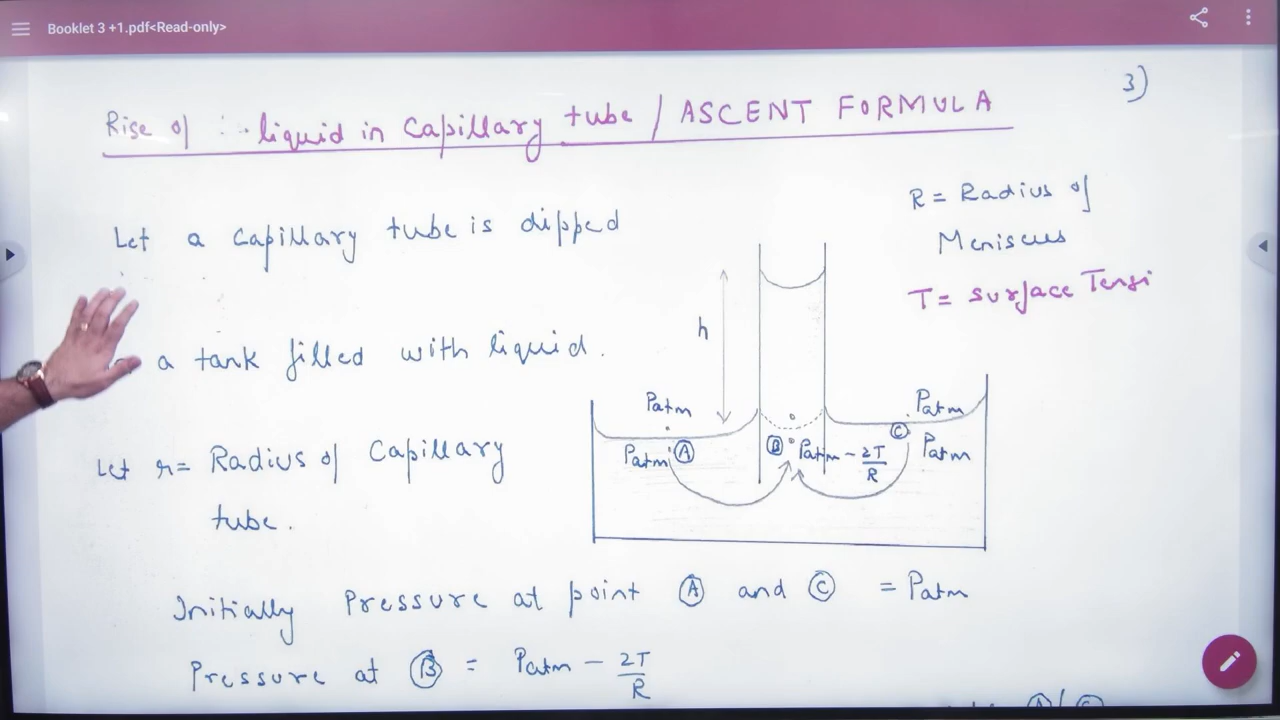 Booklet 3 +1.pdf<Read-only>
3)
Rise of liquid in Capillary tube / ASCENT FORMULA
R = Radius of
Meniscus
T = Surface Tensi
Let a capillary tube is dipped
a tank filled with liquid.
h
Patm
Patm
Patm A
B Patm - 2T/R
C Patm
Let r = Radius of Capillary
tube.
Initially Pressure at point A and C = Patm
Pressure at B = Patm - 2T/R